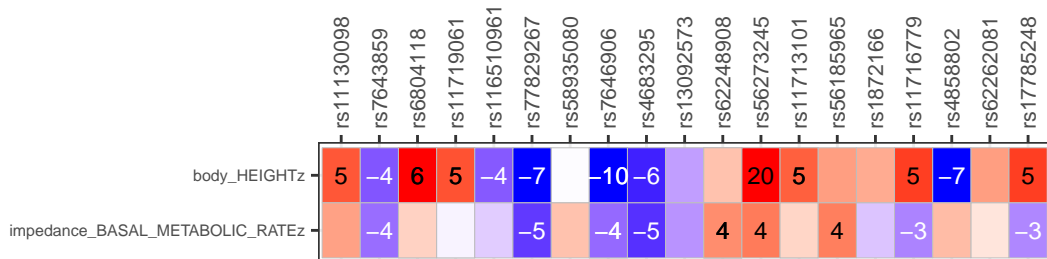 rs11130098 rs7643859 rs6804118 rs11719061 rs116510961 rs77829267 rs58935080 rs7646906 rs4683295 rs13092573 rs62248908 rs56273245 rs11713101 rs56185965 rs1872166 rs11716779 rs4858802 rs62262081 rs17785248
body_HEIGHTz 5 −4 6 5 −4 −7 −10 −6 20 5 5 −7 5
impedance_BASAL_METABOLIC_RATEz −4 −5 −4 −5 4 4 4 −3 −3